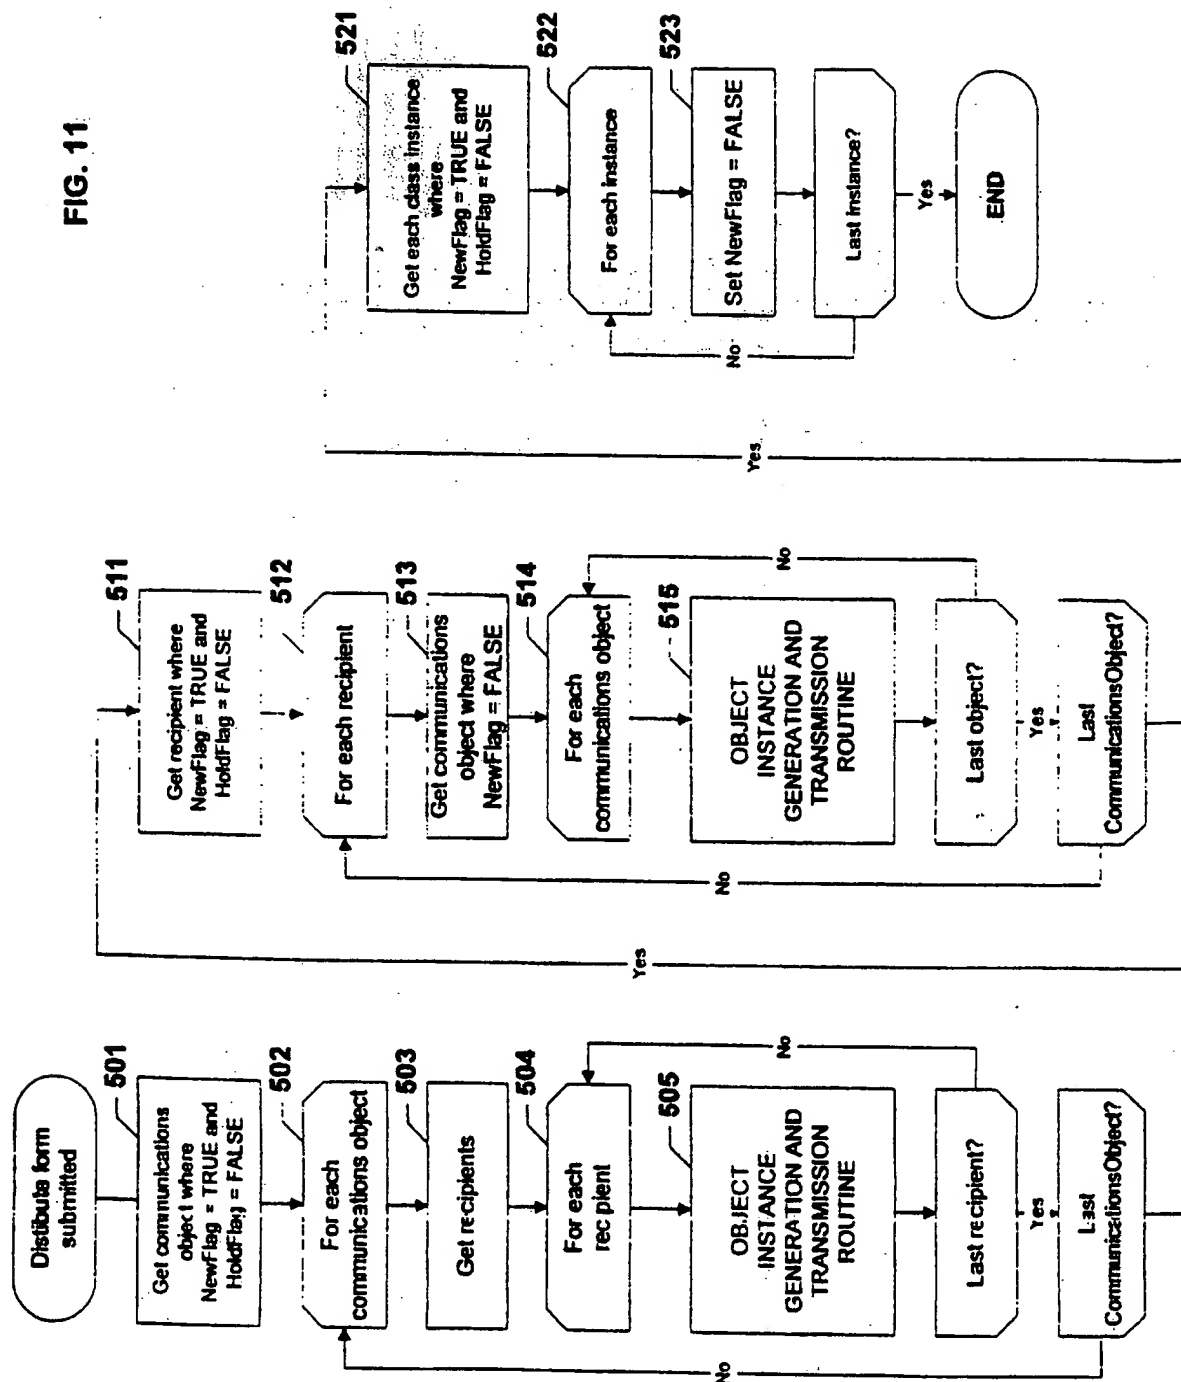 FIG. 11
Distibute form
submitted
501
Get communications
object where
NewFlag = TRUE and
HoldFlag = FALSE
502
For each
communications object
503
Get recipients
504
For each
rec pient
505
OBJECT
INSTANCE
GENERATION AND
TRANSMISSION
ROUTINE
Last recipient?
No
Yes
Last
CommunicationsObject?
No
Yes
511
Get recipient where
NewFlag = TRUE and
HoldFlag = FALSE
512
For each recipient
513
Get communications
object where
NewFlag = FALSE
514
For each
communications object
515
OBJECT
INSTANCE
GENERATION AND
TRANSMISSION
ROUTINE
Last object?
No
Yes
Last
CommunicationsObject?
No
Yes
521
Get each class instance
where
NewFlag = TRUE and
HoldFlag = FALSE
522
For each instance
523
Set NewFlag = FALSE
Last instance?
No
Yes
END